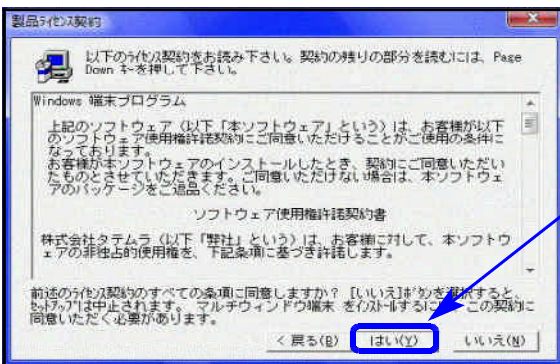 製品ライセンス契約
以下のライセンス契約をお読み下さい。契約の残りの部分を読むには、Page
Down キーを押して下さい。
Windows 端末プログラム
上記のソフトウェア（以下「本ソフトウェア」という）は、お客様が以下
のソフトウェア使用権許諾契約にご同意いただけることがご使用の条件に
なっております。
お客様が本ソフトウェアのインストールしたとき、契約にご同意いただい
たものとさせていただきます。ご同意いただけない場合は、本ソフトウェ
アのパッケージをご返品ください。
ソフトウェア使用権許諾契約書
株式会社タテムラ（以下「弊社」という）は、お客様に対して、本ソフトウ
ェアの非独占的使用権を、下記条項に基づき許諾します。
前述のライセンス契約のすべての条項に同意しますか？ [いいえ]ボタンを選択すると、
セットアップは中止されます。 マルチウィンドウ端末 をインストールするには、この契約に
同意いただく必要があります。
< 戻る(B)
はい(Y)
いいえ(N)